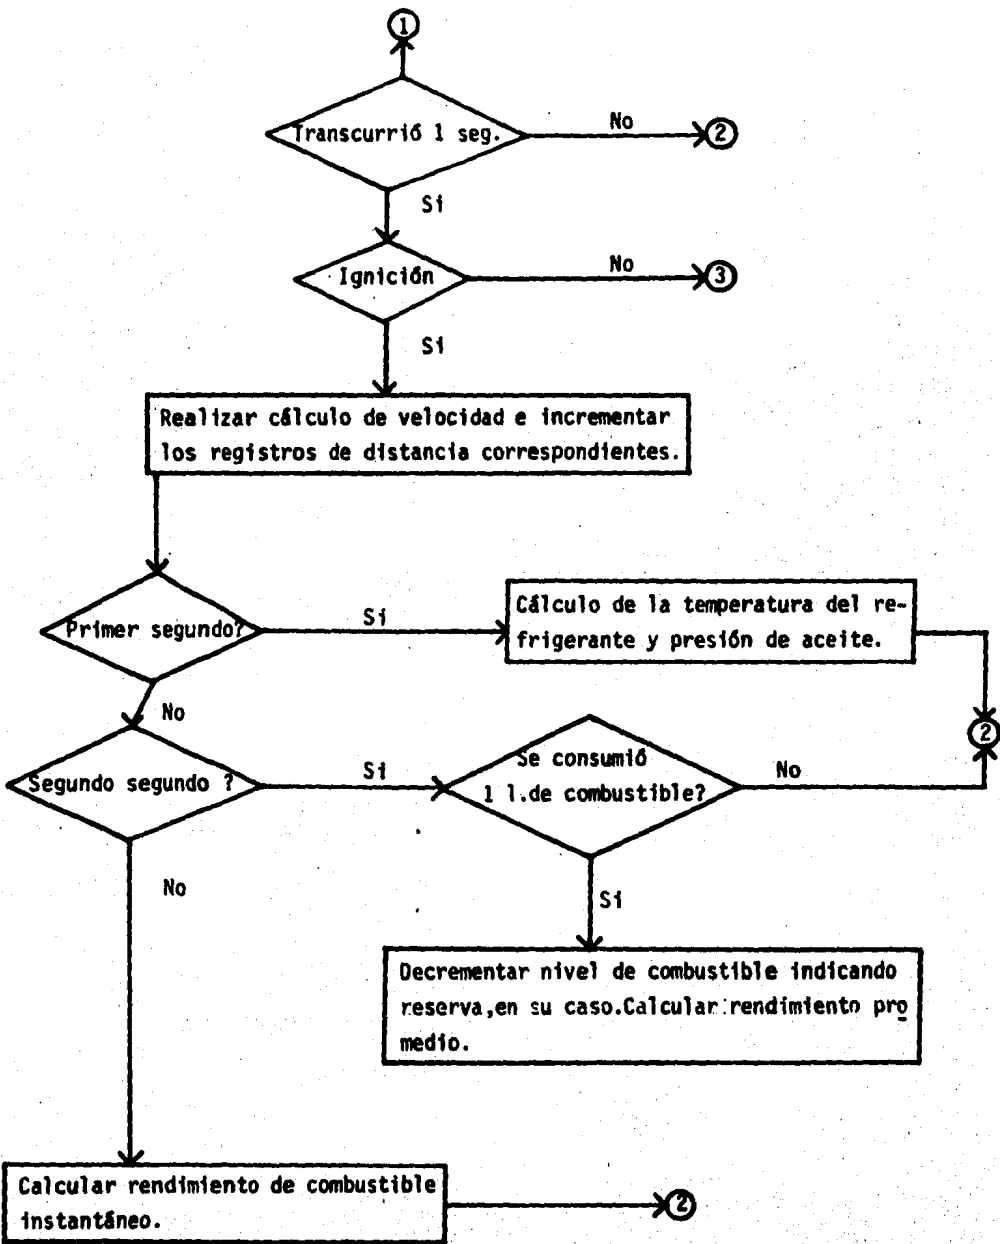 1
Transcurrió 1 seg.
No
2
Si
Ignición
No
3
Si
Realizar cálculo de velocidad e incrementar
los registros de distancia correspondientes.
Primer segundo?
Si
Cálculo de la temperatura del re-
frigerante y presión de aceite.
No
2
Segundo segundo ?
Si
Se consumió
1 l.de combustible?
No
No
Si
Decrementar nivel de combustible indicando
reserva,en su caso.Calcular rendimiento pro
medio.
Calcular rendimiento de combustible
instantáneo.
2